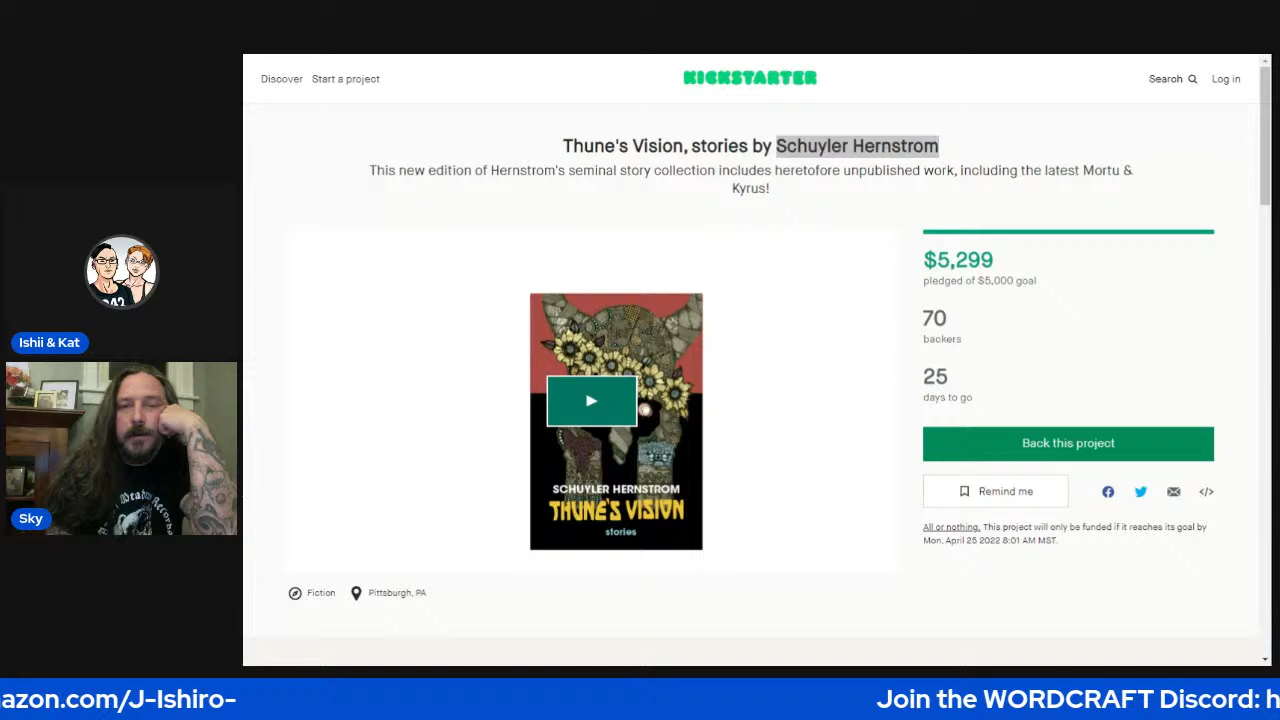 Discover Start a project
KICKSTARTER
Search Log in
Thune's Vision, stories by Schuyler Hernstrom
This new edition of Hernstrom's seminal story collection includes heretofore unpublished work, including the latest Mortu &
Kyrus!
$5,299
pledged of $5,000 goal
70
backers
25
days to go
Back this project
Remind me
All or nothing. This project will only be funded if it reaches its goal by
Mon, April 25 2022 8:01 AM MST.
SCHUYLER HERNSTROM
THUNE'S VISION
stories
Fiction Pittsburgh, PA
Ishii & Kat
Sky
azon.com/J-Ishiro-
Join the WORDCRAFT Discord: h